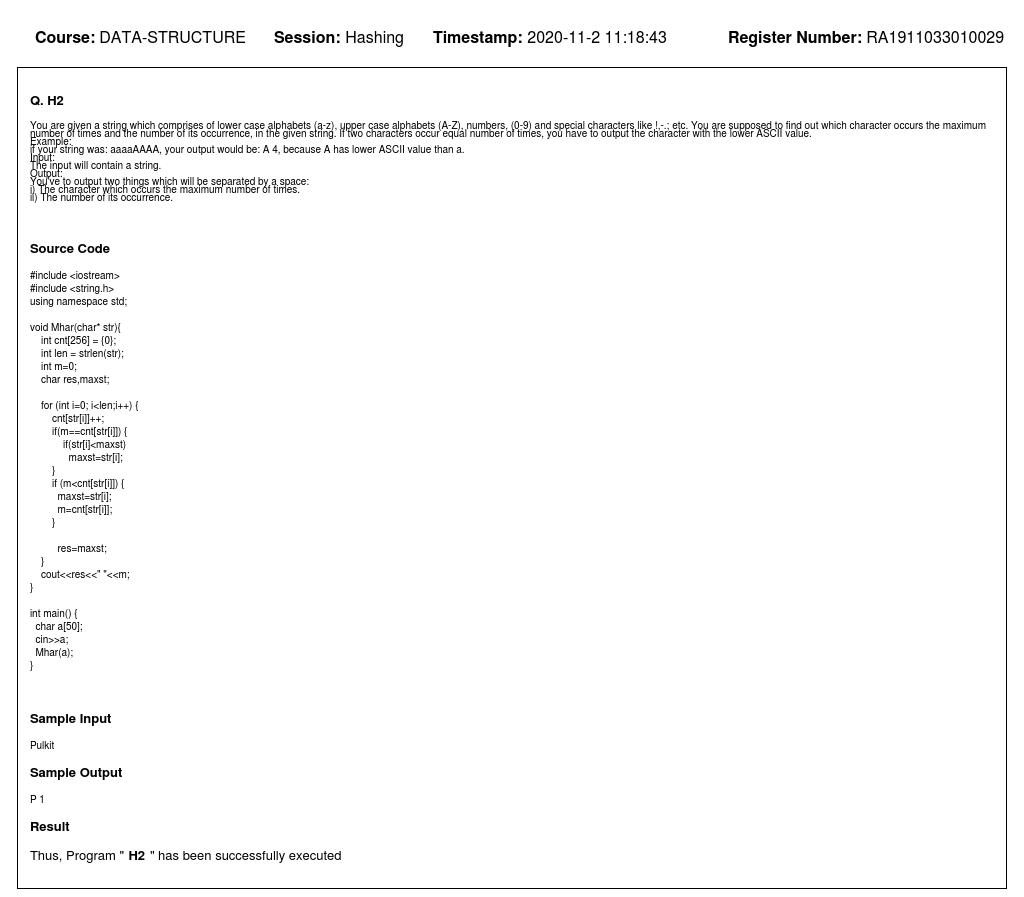 Course: DATA-STRUCTURE Session: Hashing Timestamp: 2020-11-2 11:18:43 Register Number: RA1911033010029
Q. H2
You are given a string which comprises of lower case alphabets (a-z), upper case alphabets (A-Z), numbers, (0-9) and special characters like !,-.; etc. You are supposed to find out which character occurs the maximum
number of times and the number of its occurrence, in the given string. If two characters occur equal number of times, you have to output the character with the lower ASCII value.
Example:
if your string was: aaaaAAAA, your output would be: A 4, because A has lower ASCII value than a.
Input:
The input will contain a string.
Output:
You've to output two things which will be separated by a space:
i) The character which occurs the maximum number of times.
ii) The number of its occurrence.
Source Code
#include <iostream>
#include <string.h>
using namespace std;
void Mhar(char* str){
    int cnt[256] = {0};
    int len = strlen(str);
    int m=0;
    char res,maxst;
    for (int i=0; i<len;i++) {
        cnt[str[i]]++;
        if(m==cnt[str[i]]) {
            if(str[i]<maxst)
              maxst=str[i];
        }
        if (m<cnt[str[i]]) {
          maxst=str[i];
          m=cnt[str[i]];
        }
          res=maxst;
    }
    cout<<res<<" "<<m;
}
int main() {
  char a[50];
  cin>>a;
  Mhar(a);
}
Sample Input
Pulkit
Sample Output
P 1
Result
Thus, Program " H2 " has been successfully executed